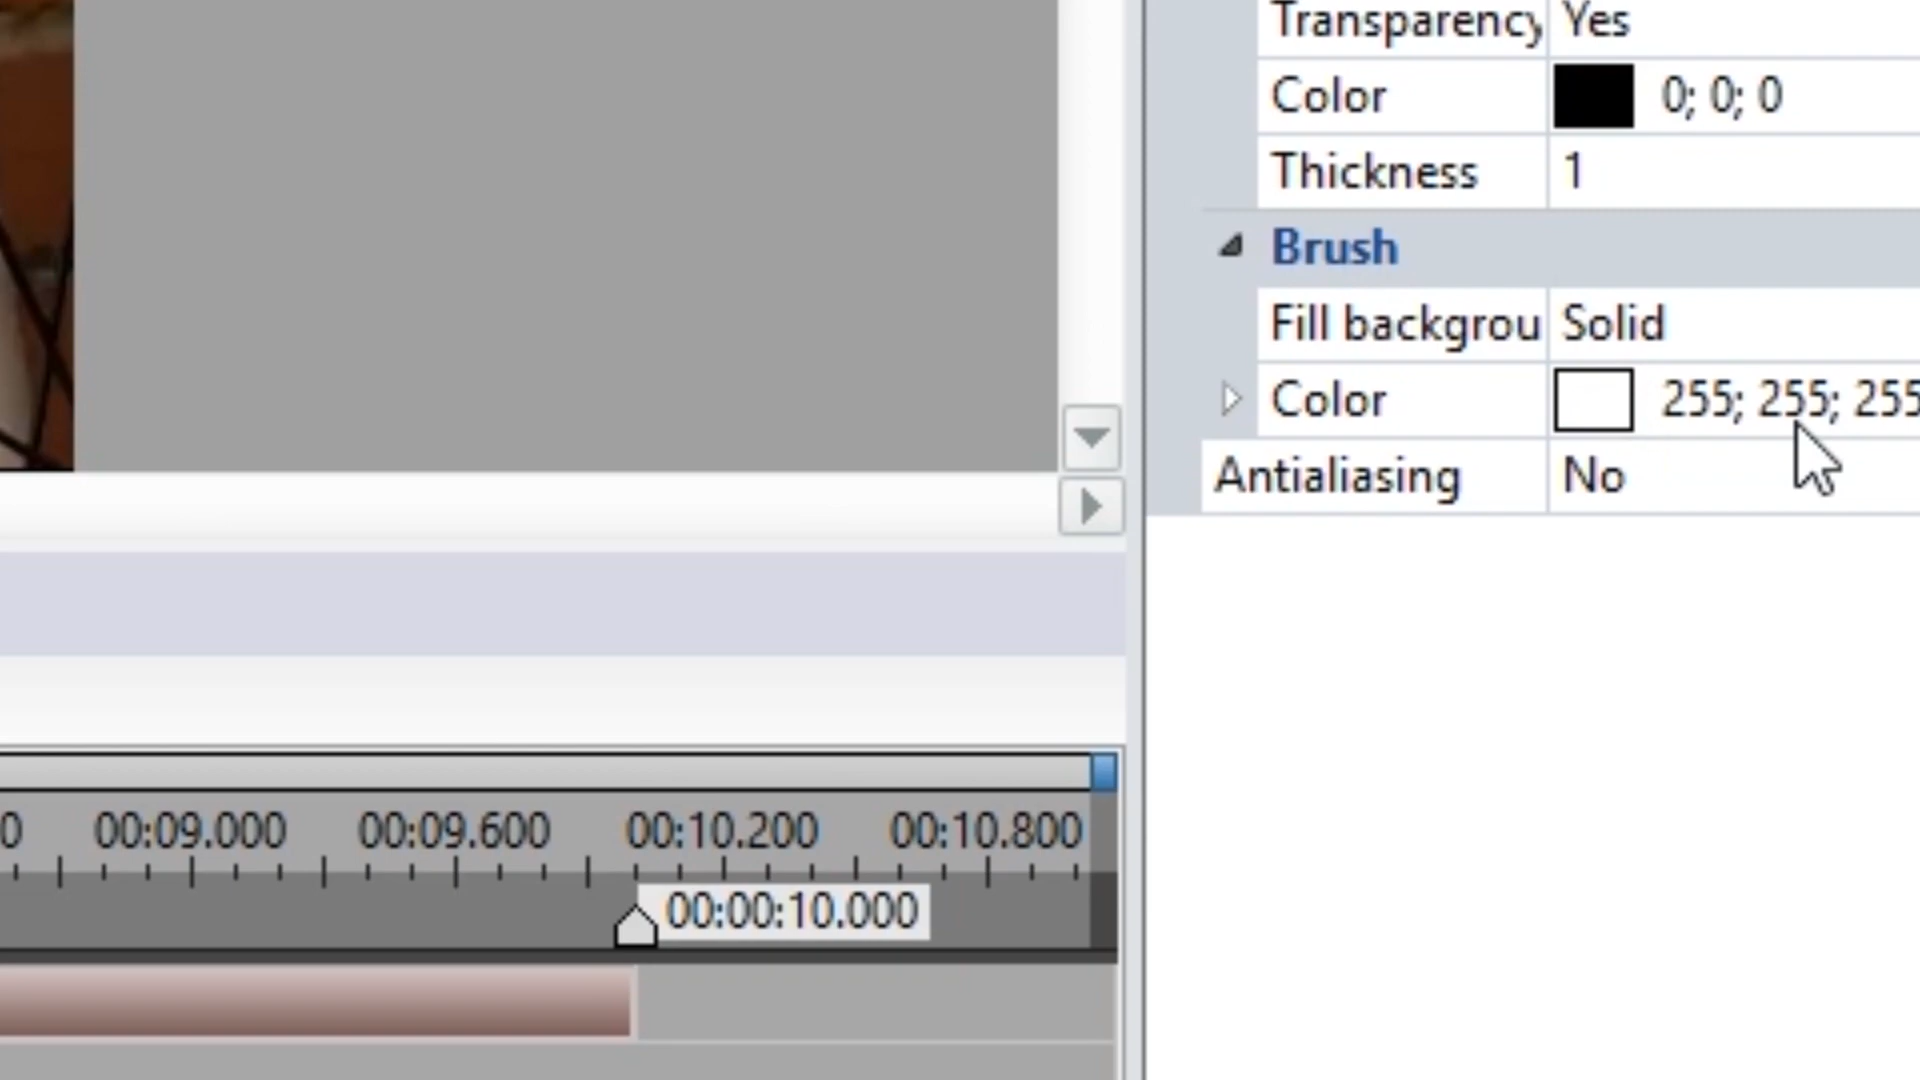 Transparency Yes
Color 0; 0; 0
Thickness 1
Brush
Fill backgrou Solid
Color 255; 255; 255
Antialiasing No
0 00:09.000 00:09.600 00:10.200 00:10.800
00:00:10.000